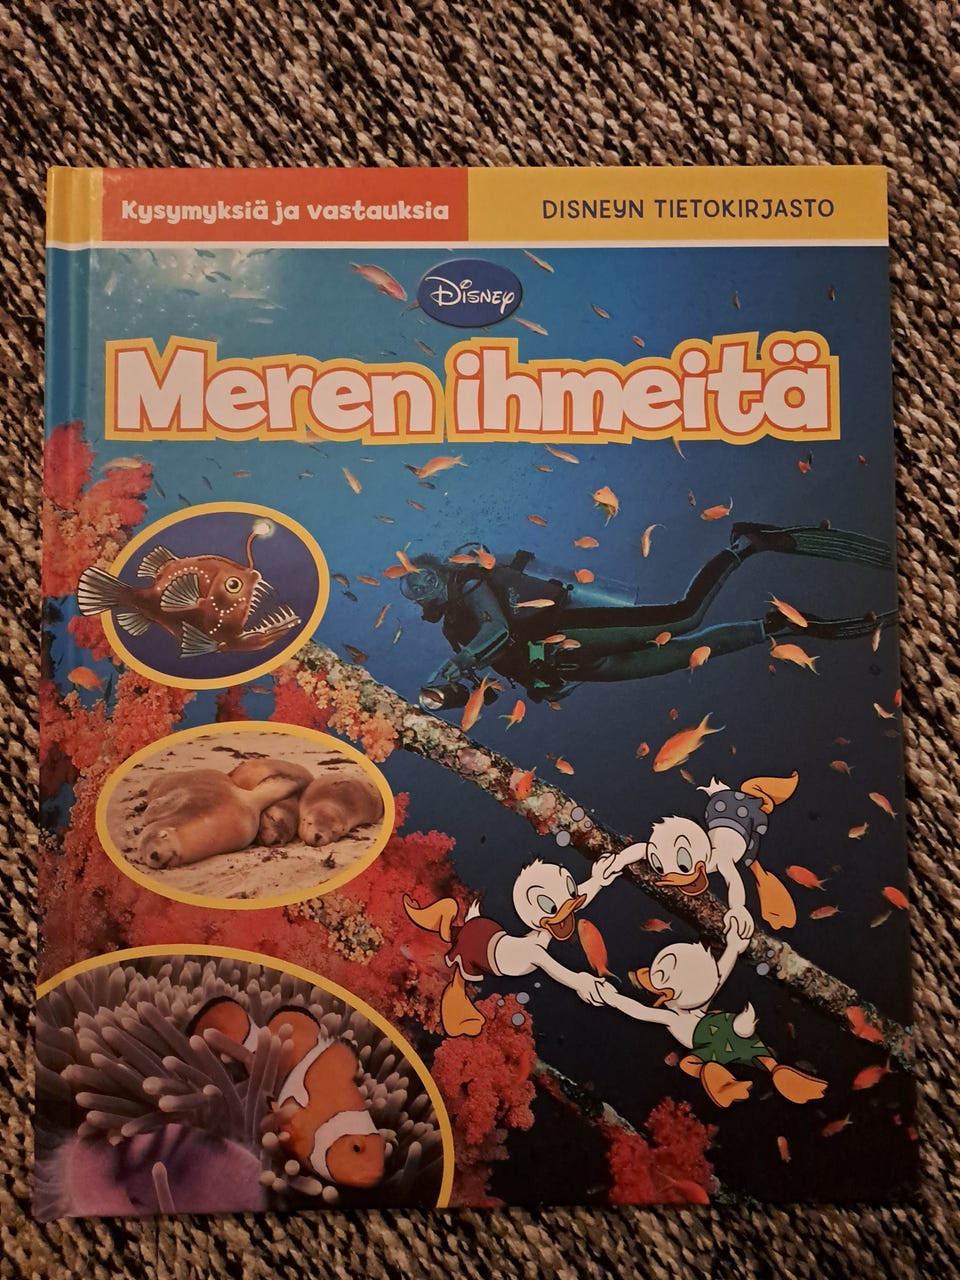 Kysymyksiä ja vastauksia
DISNEYN TIETOKIRJASTO
DISNEY
Meren ihmeitä